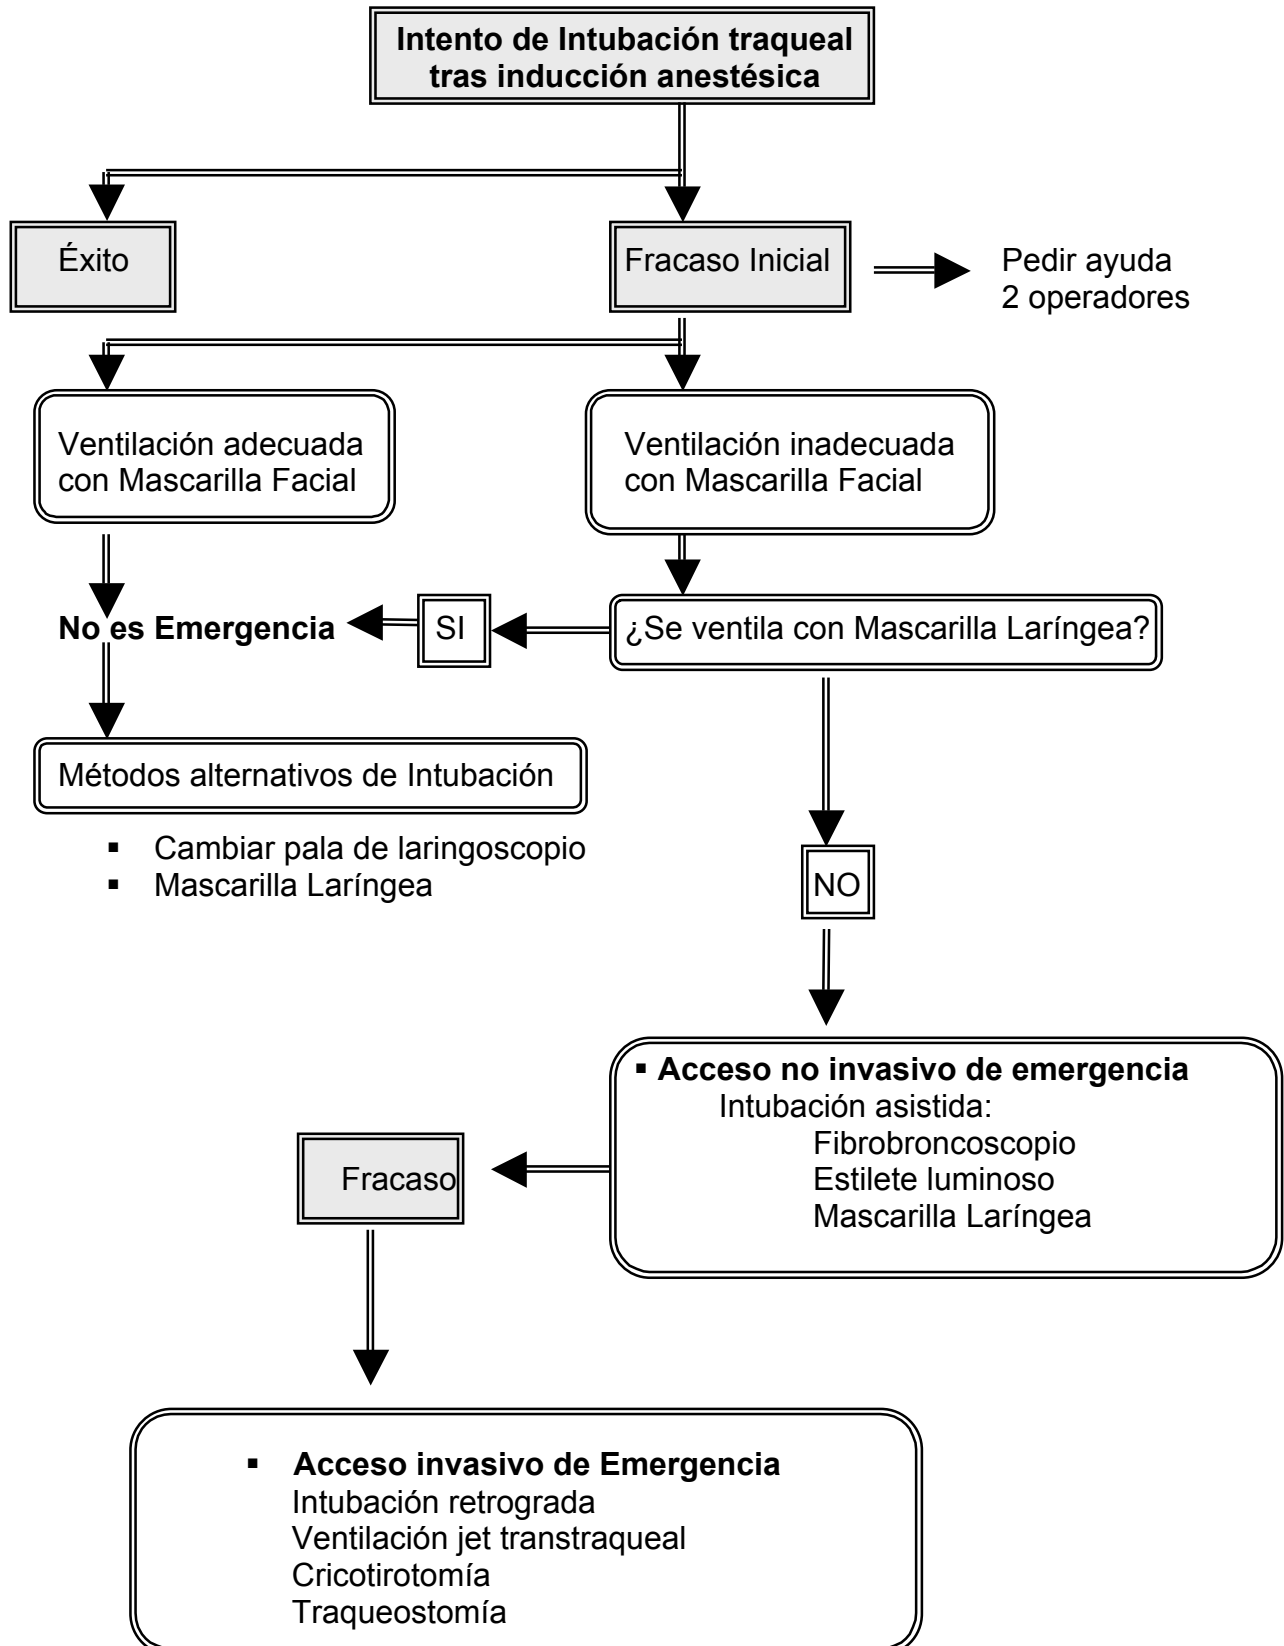 Intento de Intubación traqueal
tras inducción anestésica
Éxito
Fracaso Inicial
Pedir ayuda
2 operadores
Ventilación adecuada
con Mascarilla Facial
Ventilación inadecuada
con Mascarilla Facial
No es Emergencia
SI
¿Se ventila con Mascarilla Laríngea?
Métodos alternativos de Intubación
▪ Cambiar pala de laringoscopio
▪ Mascarilla Laríngea
NO
▪ Acceso no invasivo de emergencia
Intubación asistida:
Fibrobroncoscopio
Estilete luminoso
Mascarilla Laríngea
Fracaso
▪ Acceso invasivo de Emergencia
Intubación retrograda
Ventilación jet transtraqueal
Cricotirotomía
Traqueostomía